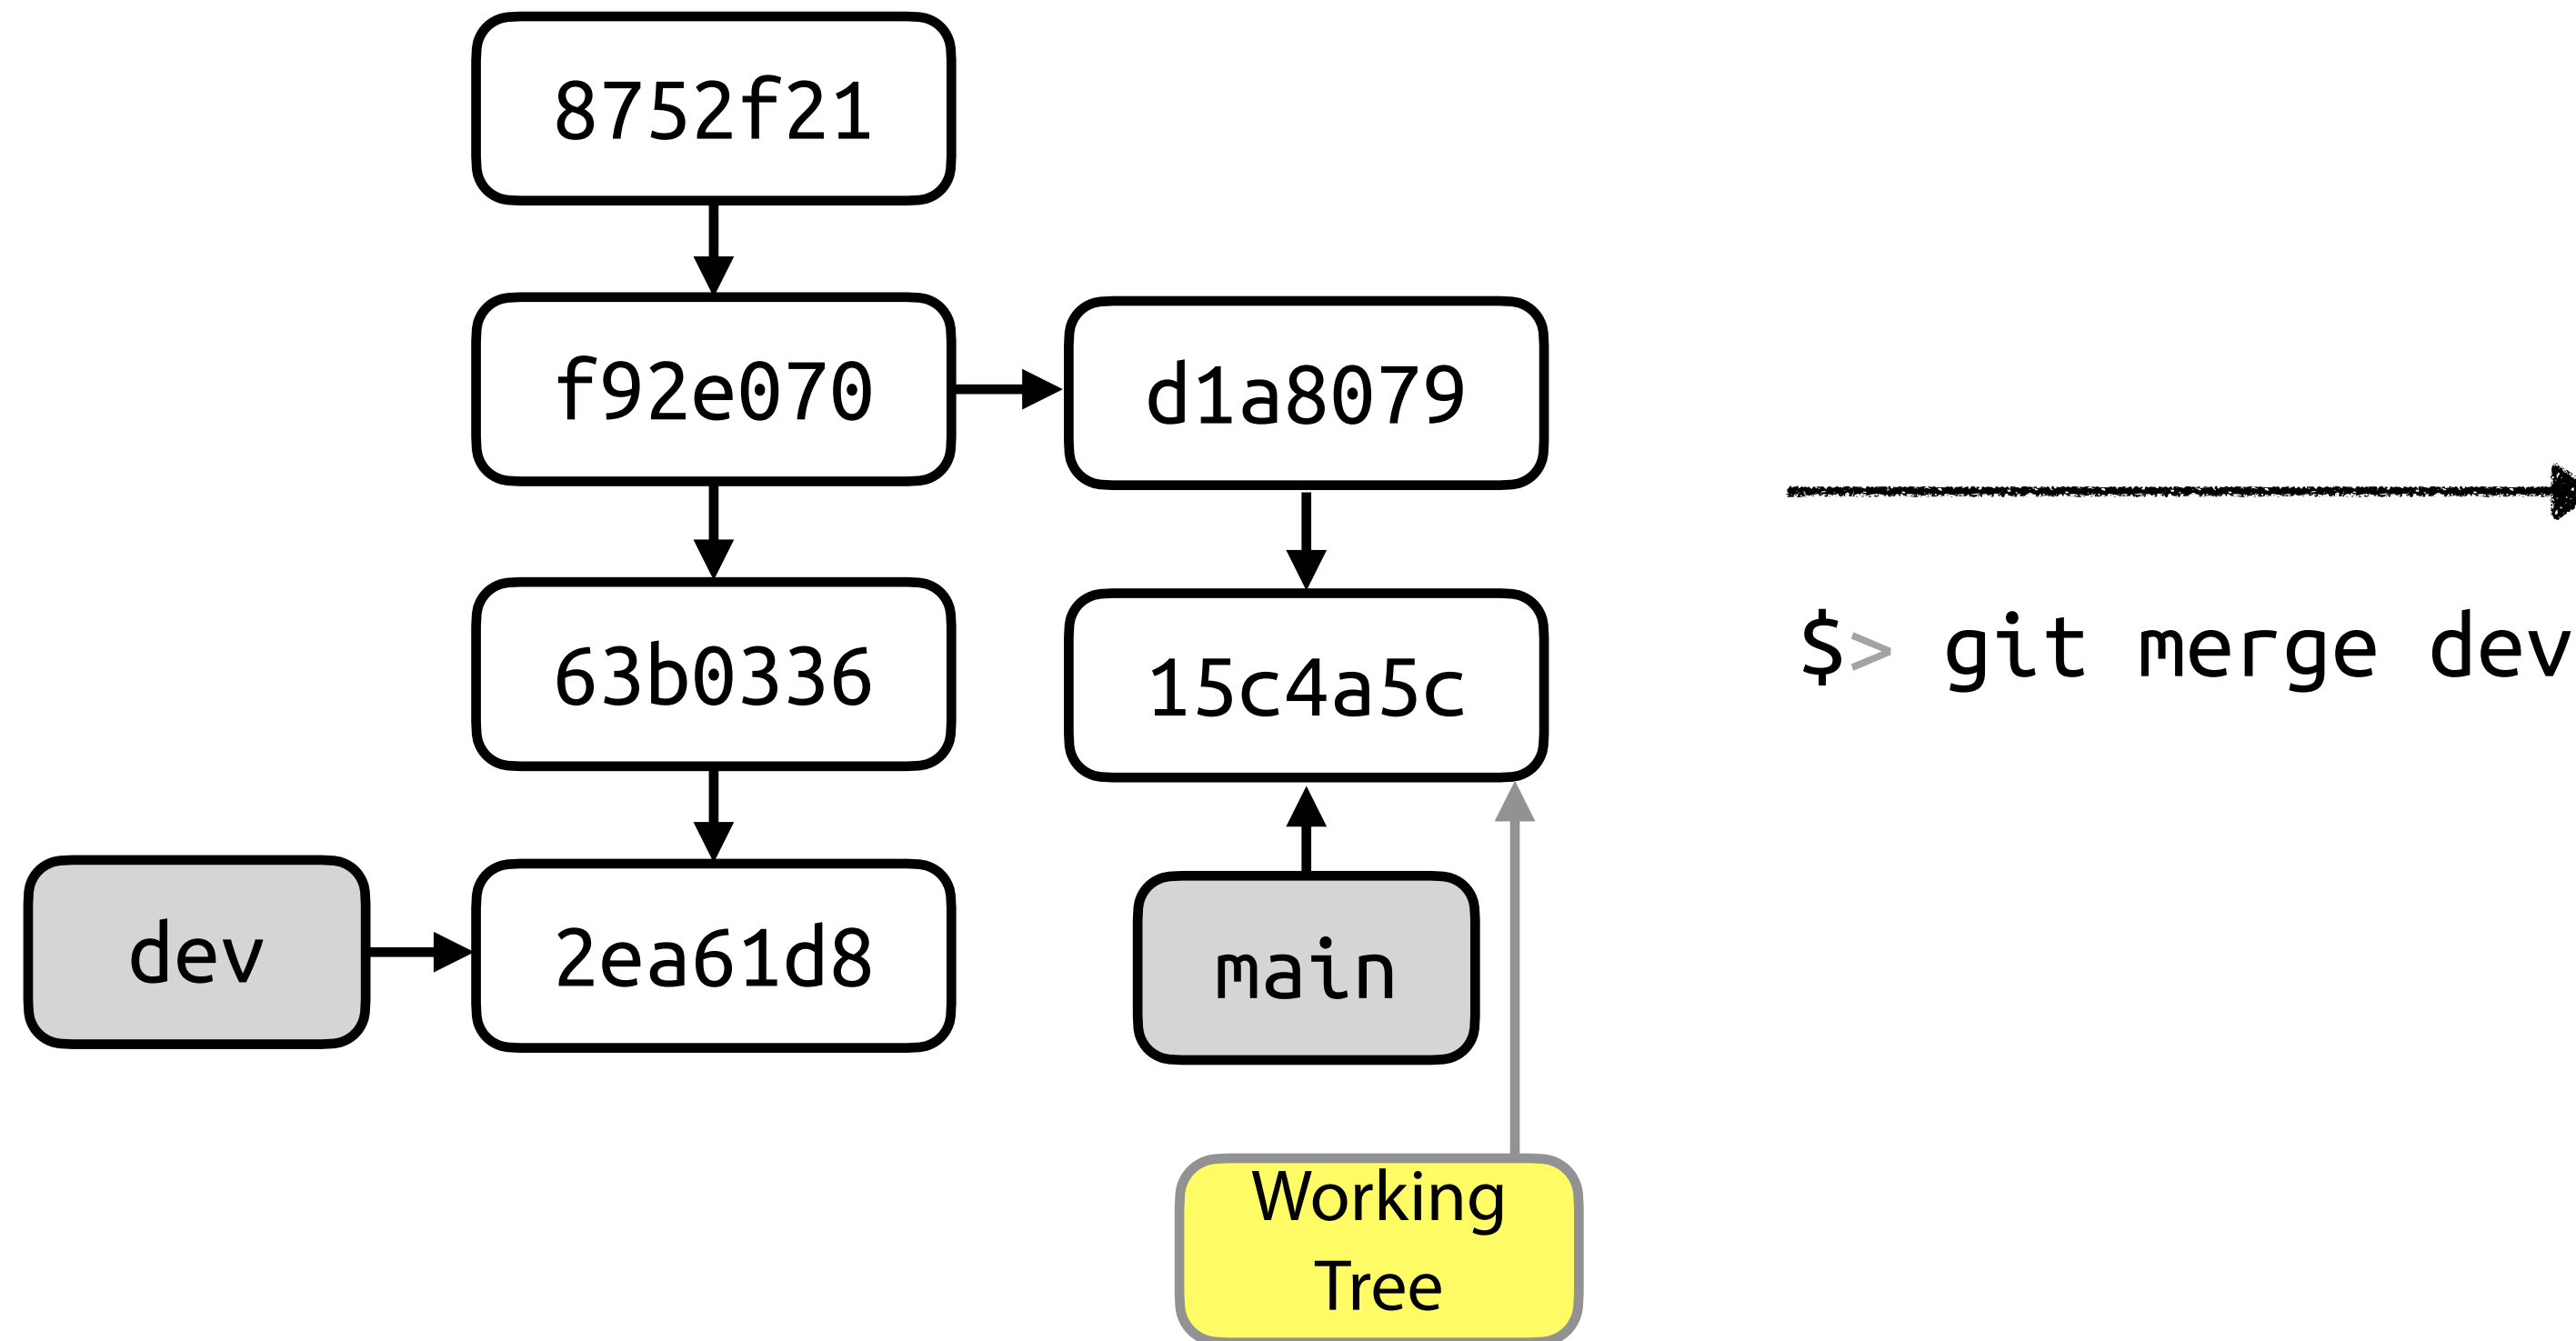 8752f21
f92e070
d1a8079
63b0336
15c4a5c
$> git merge dev
dev
2ea61d8
main
Working
Tree